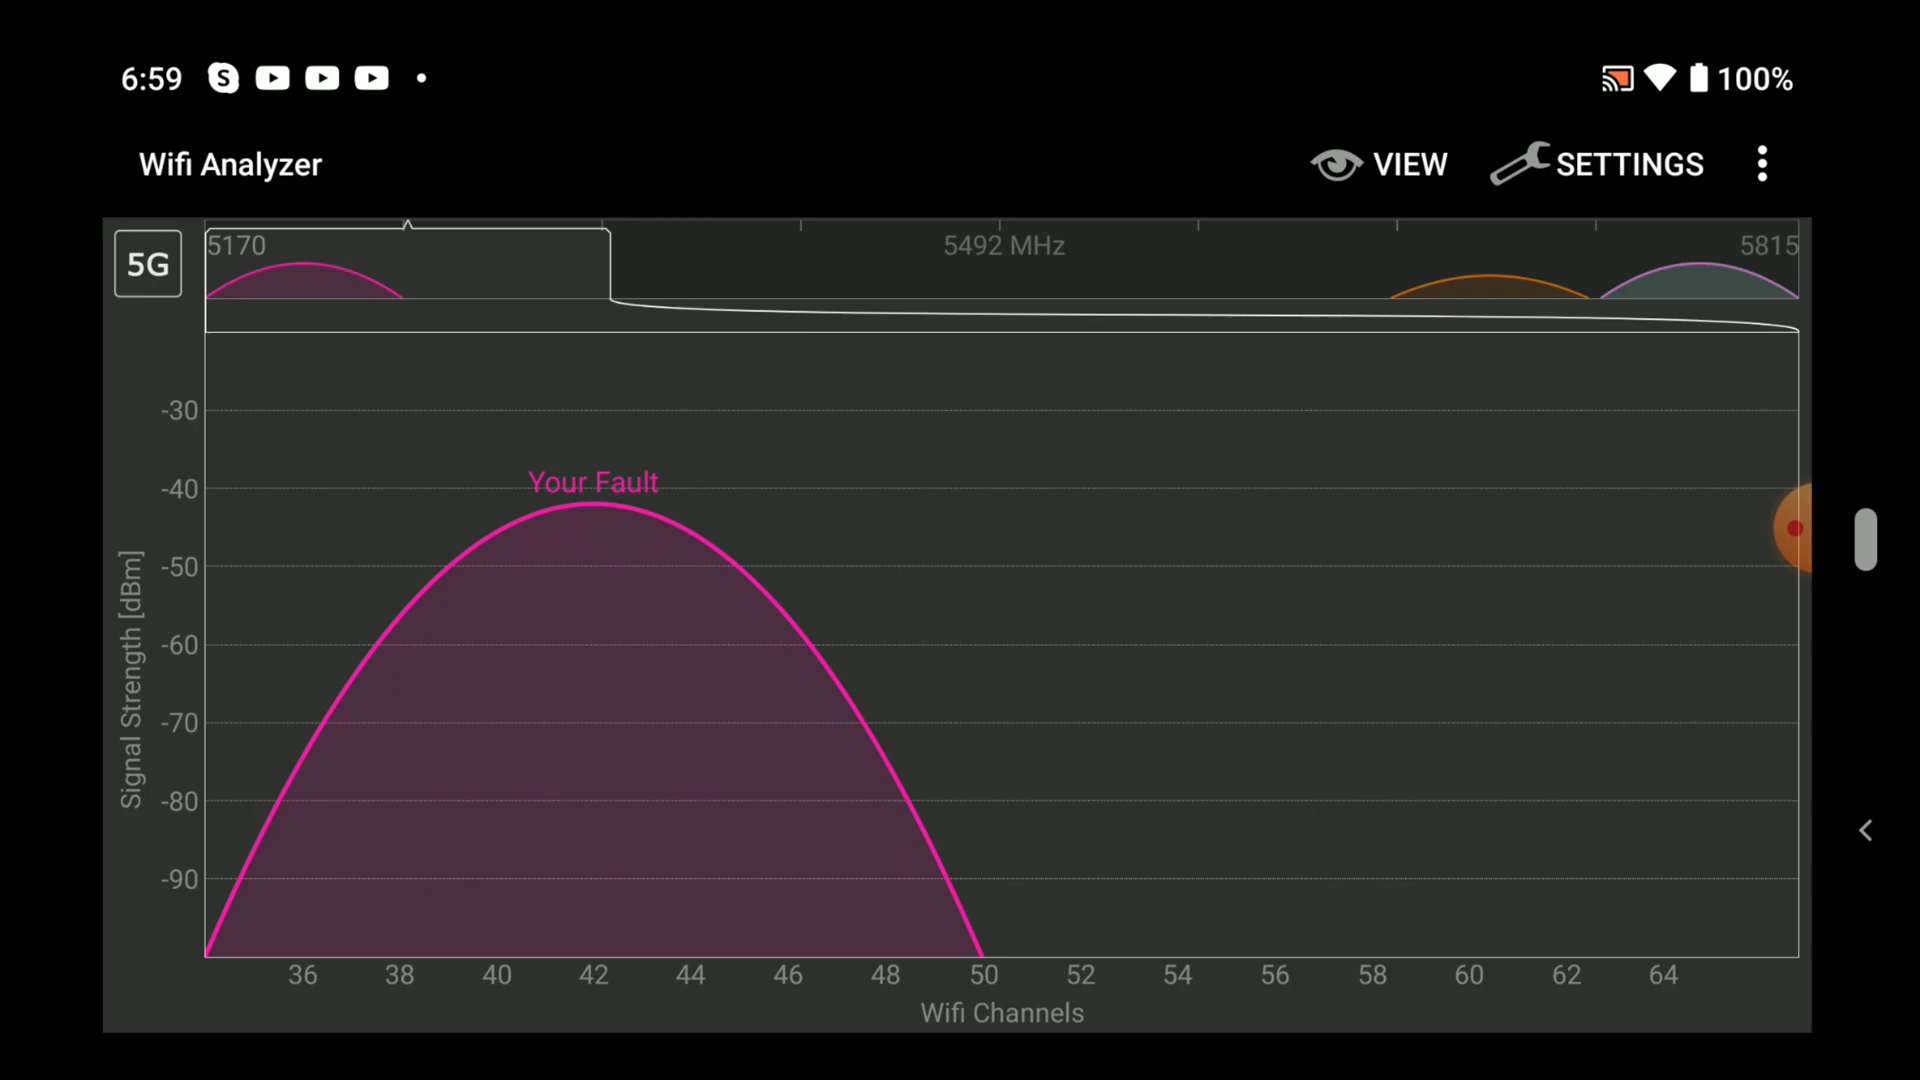 6:59
100%
Wifi Analyzer
VIEW
SETTINGS
5G
5170
5492 MHz
5815
-30
Your Fault
-40
-50
-60
-70
-80
-90
Signal Strength [dBm]
36 38 40 42 44 46 48 50 52 54 56 58 60 62 64
Wifi Channels